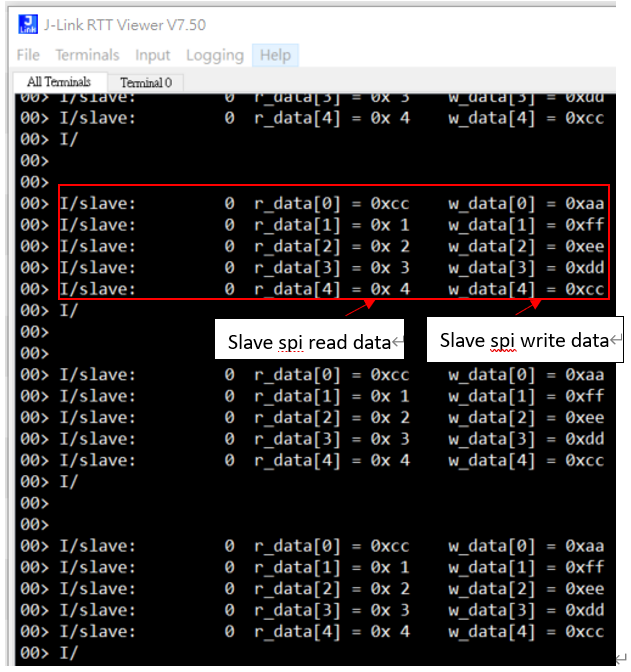 J-Link RTT Viewer V7.50
File Terminals Input Logging Help
All Terminals Terminal 0
00> I/slave: 0 r_data[3] = 0x 3 w_data[3] = 0xdd
00> I/slave: 0 r_data[4] = 0x 4 w_data[4] = 0xcc
00> I/
00>
00>
00> I/slave: 0 r_data[0] = 0xcc w_data[0] = 0xaa
00> I/slave: 0 r_data[1] = 0x 1 w_data[1] = 0xff
00> I/slave: 0 r_data[2] = 0x 2 w_data[2] = 0xee
00> I/slave: 0 r_data[3] = 0x 3 w_data[3] = 0xdd
00> I/slave: 0 r_data[4] = 0x 4 w_data[4] = 0xcc
00> I/
00>
Slave spi read data↵ Slave spi write data↵
00>
00> I/slave: 0 r_data[0] = 0xcc w_data[0] = 0xaa
00> I/slave: 0 r_data[1] = 0x 1 w_data[1] = 0xff
00> I/slave: 0 r_data[2] = 0x 2 w_data[2] = 0xee
00> I/slave: 0 r_data[3] = 0x 3 w_data[3] = 0xdd
00> I/slave: 0 r_data[4] = 0x 4 w_data[4] = 0xcc
00> I/
00>
00>
00> I/slave: 0 r_data[0] = 0xcc w_data[0] = 0xaa
00> I/slave: 0 r_data[1] = 0x 1 w_data[1] = 0xff
00> I/slave: 0 r_data[2] = 0x 2 w_data[2] = 0xee
00> I/slave: 0 r_data[3] = 0x 3 w_data[3] = 0xdd
00> I/slave: 0 r_data[4] = 0x 4 w_data[4] = 0xcc
00> I/